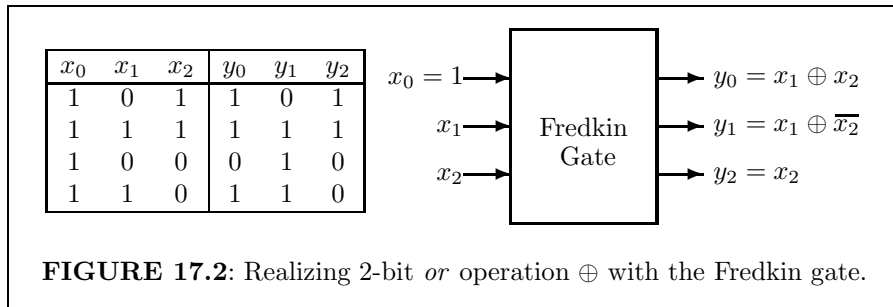 x₀ x₁ x₂ y₀ y₁ y₂
1 0 1 1 0 1
1 1 1 1 1 1
1 0 0 0 1 0
1 1 0 1 1 0
x₀ = 1
x₁
x₂
Fredkin
Gate
y₀ = x₁ ⊕ x₂
y₁ = x₁ ⊕ x̅₂̅
y₂ = x₂
FIGURE 17.2: Realizing 2-bit or operation ⊕ with the Fredkin gate.